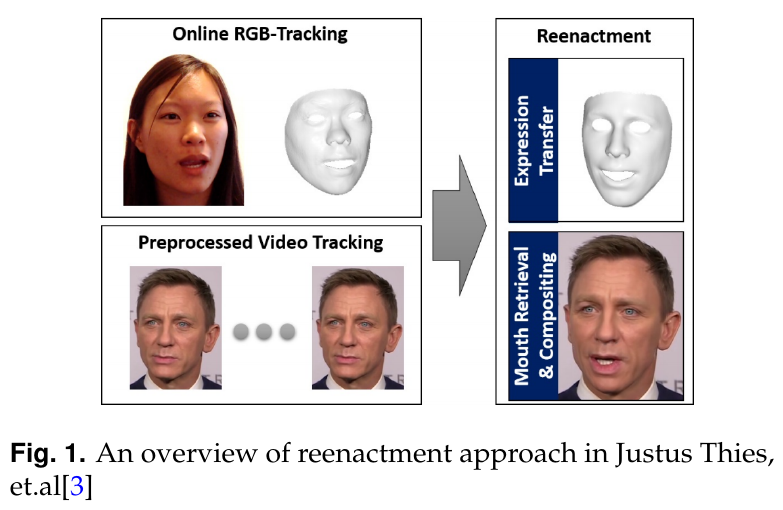 Online RGB-Tracking
Preprocessed Video Tracking
Reenactment
Expression
Transfer
Mouth Retrieval
& Compositing
Fig. 1. An overview of reenactment approach in Justus Thies,
et.al[3]